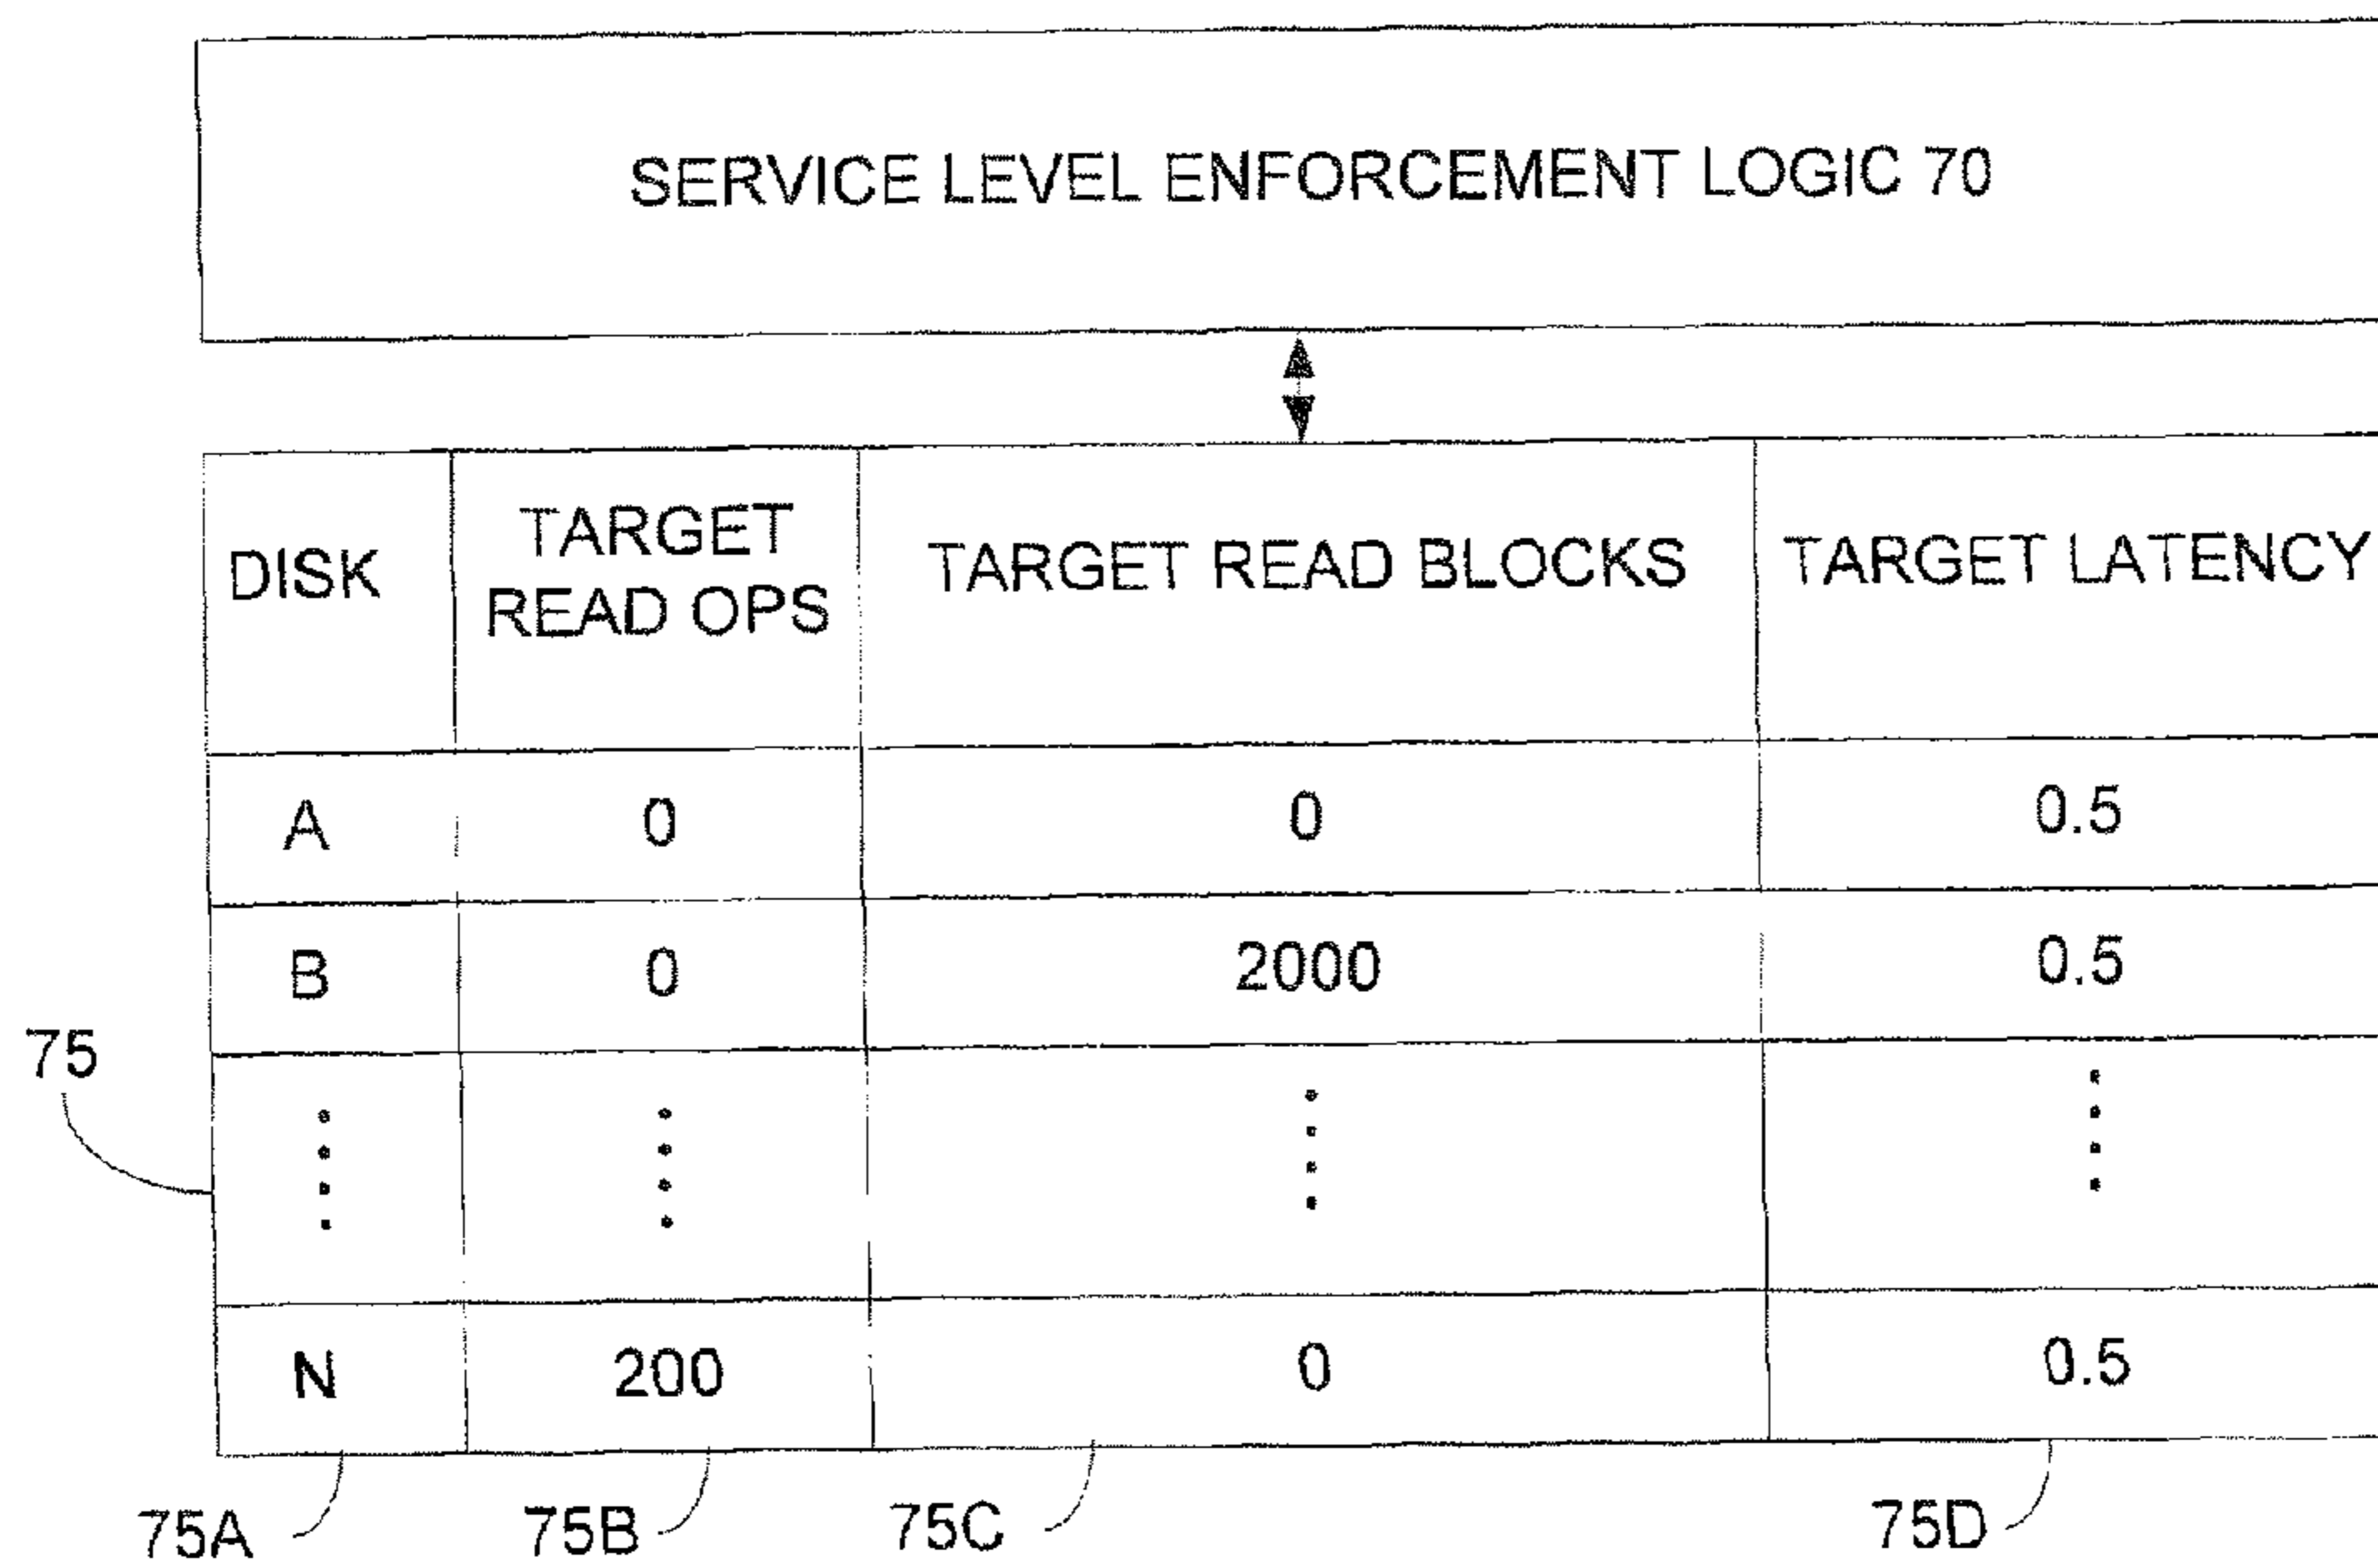 SERVICE LEVEL ENFORCEMENT LOGIC 70
DISK
TARGET
READ OPS
TARGET READ BLOCKS
TARGET LATENCY
A 0 0 0.5
B 0 2000 0.5
75
N 200 0 0.5
75A 75B 75C 75D